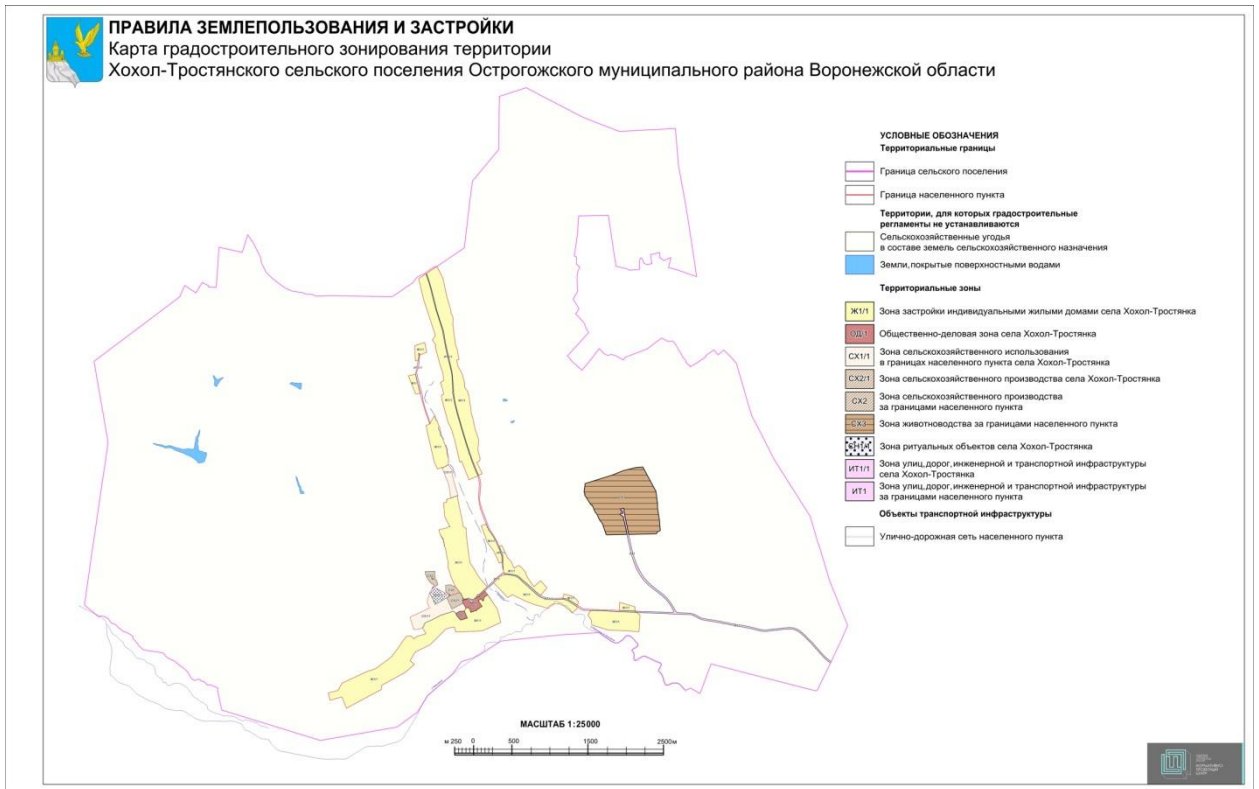 ПРАВИЛА ЗЕМЛЕПОЛЬЗОВАНИЯ И ЗАСТРОЙКИ
Карта градостроительного зонирования территории
Хохол-Тростянского сельского поселения Острогожского муниципального района Воронежской области
УСЛОВНЫЕ ОБОЗНАЧЕНИЯ
Территориальные границы
Граница сельского поселения
Граница населенного пункта
Территории, для которых градостроительные
регламенты не устанавливаются
Сельскохозяйственные угодья
в составе земель сельскохозяйственного назначения
Земли,покрытые поверхностными водами
Территориальные зоны
Ж1/1 Зона застройки индивидуальными жилыми домами села Хохол-Тростянка
ОД/1 Общественно-деловая зона села Хохол-Тростянка
СХ1/1 Зона сельскохозяйственного использования
в границах населенного пункта села Хохол-Тростянка
СХ2/1 Зона сельскохозяйственного производства села Хохол-Тростянка
СХ2 Зона сельскохозяйственного производства
за границами населенного пункта
СХ3 Зона животноводства за границами населенного пункта
СН1/1 Зона ритуальных объектов села Хохол-Тростянка
ИТ1/1 Зона улиц,дорог,инженерной и транспортной инфраструктуры
села Хохол-Тростянка
ИТ1 Зона улиц,дорог,инженерной и транспортной инфраструктуры
за границами населенного пункта
Объекты транспортной инфраструктуры
Улично-дорожная сеть населенного пункта
МАСШТАБ 1:25000
м 250 0 500 1500 2500м